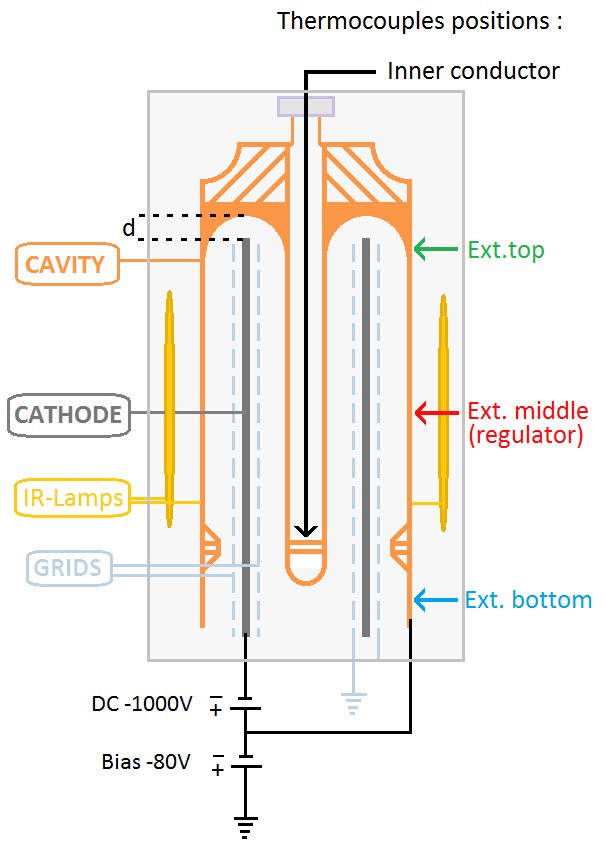 Thermocouples positions :
Inner conductor
d
Ext.top
CAVITY
CATHODE
Ext. middle
(regulator)
IR-Lamps
GRIDS
Ext. bottom
DC -1000V
−
+
Bias -80V
−
+